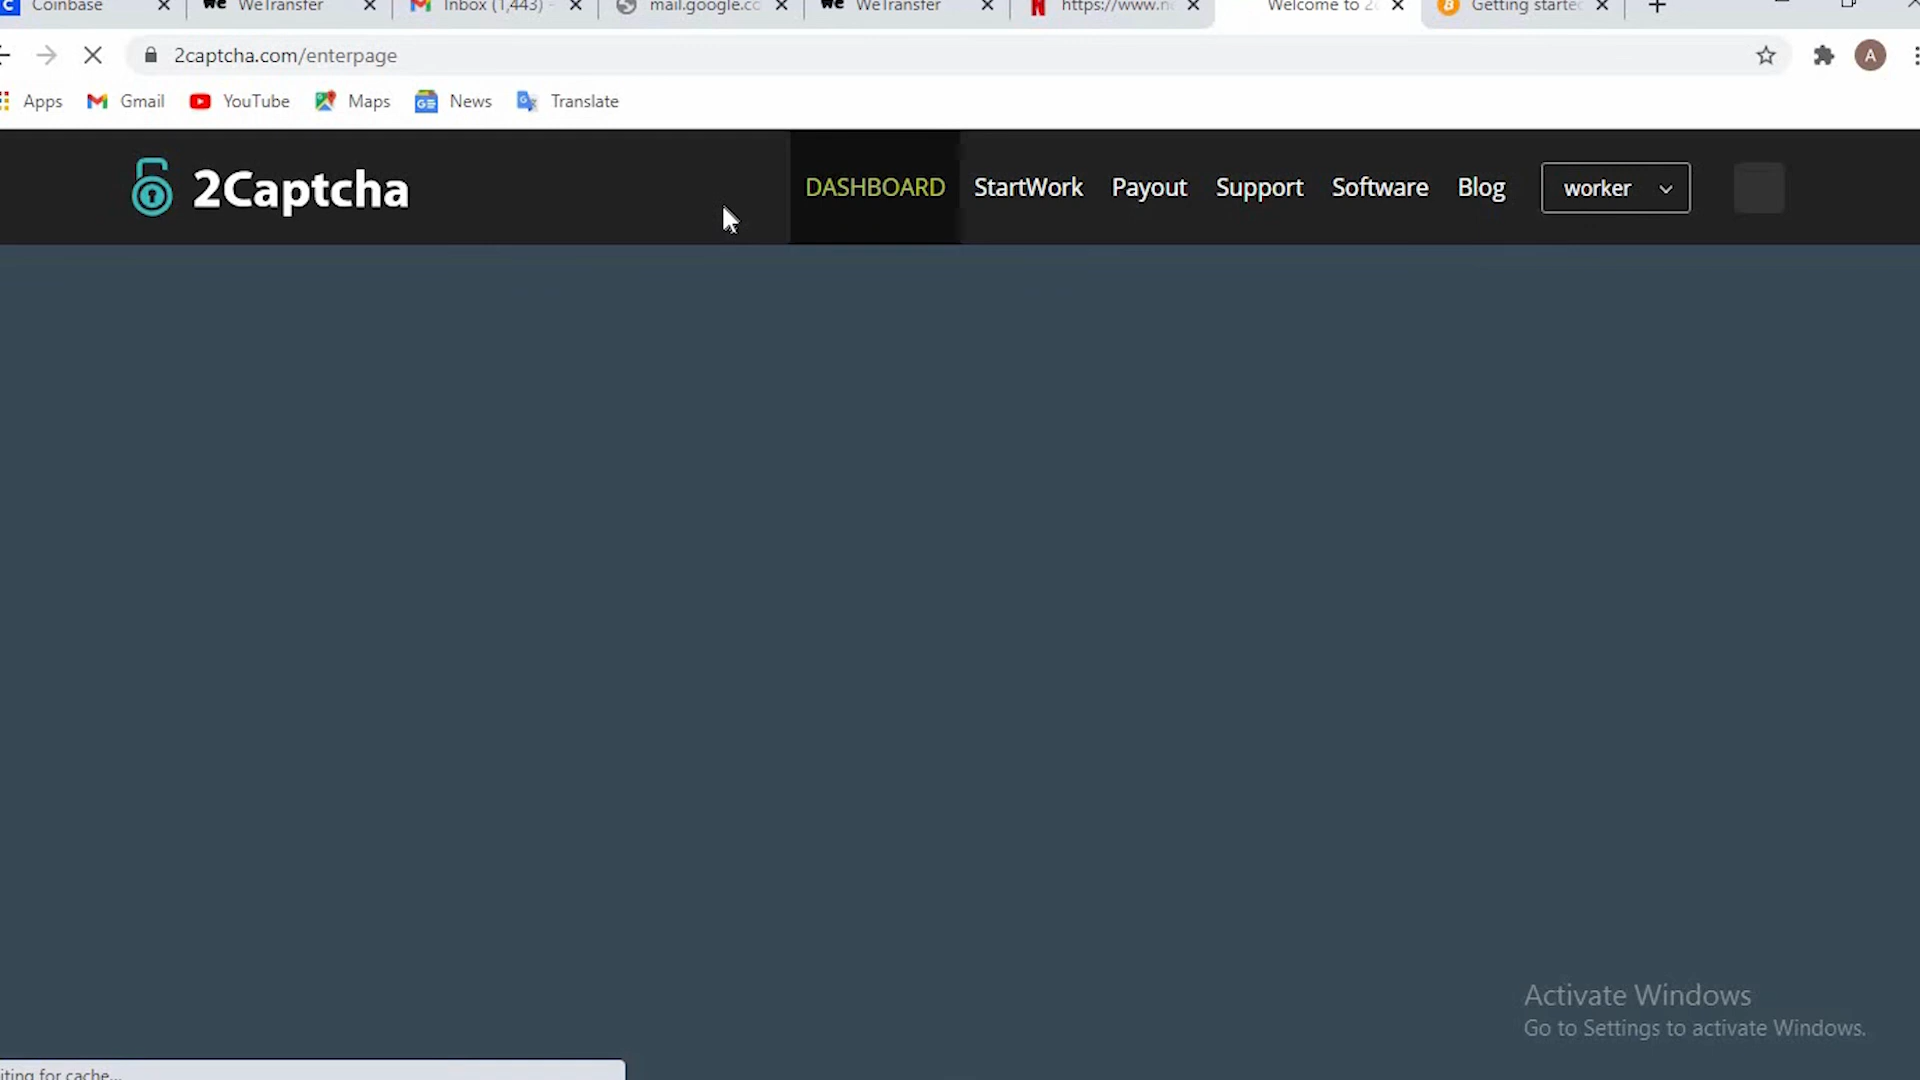 Coinbase
WeTransfer
Inbox (1,443) -
mail.google.co
WeTransfer
https://www.n
Welcome to 2
Getting starte
2captcha.com/enterpage
A
Apps
Gmail
YouTube
Maps
News
Translate
2Captcha
DASHBOARD
StartWork
Payout
Support
Software
Blog
worker
Activate Windows
Go to Settings to activate Windows.
iting for cache...